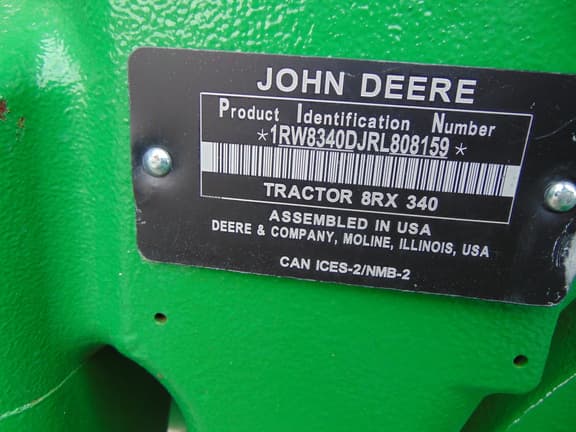 JOHN DEERE
Product Identification Number
*1RW8340DJRL808159*
TRACTOR 8RX 340
ASSEMBLED IN USA
DEERE & COMPANY, MOLINE, ILLINOIS, USA
CAN ICES-2/NMB-2